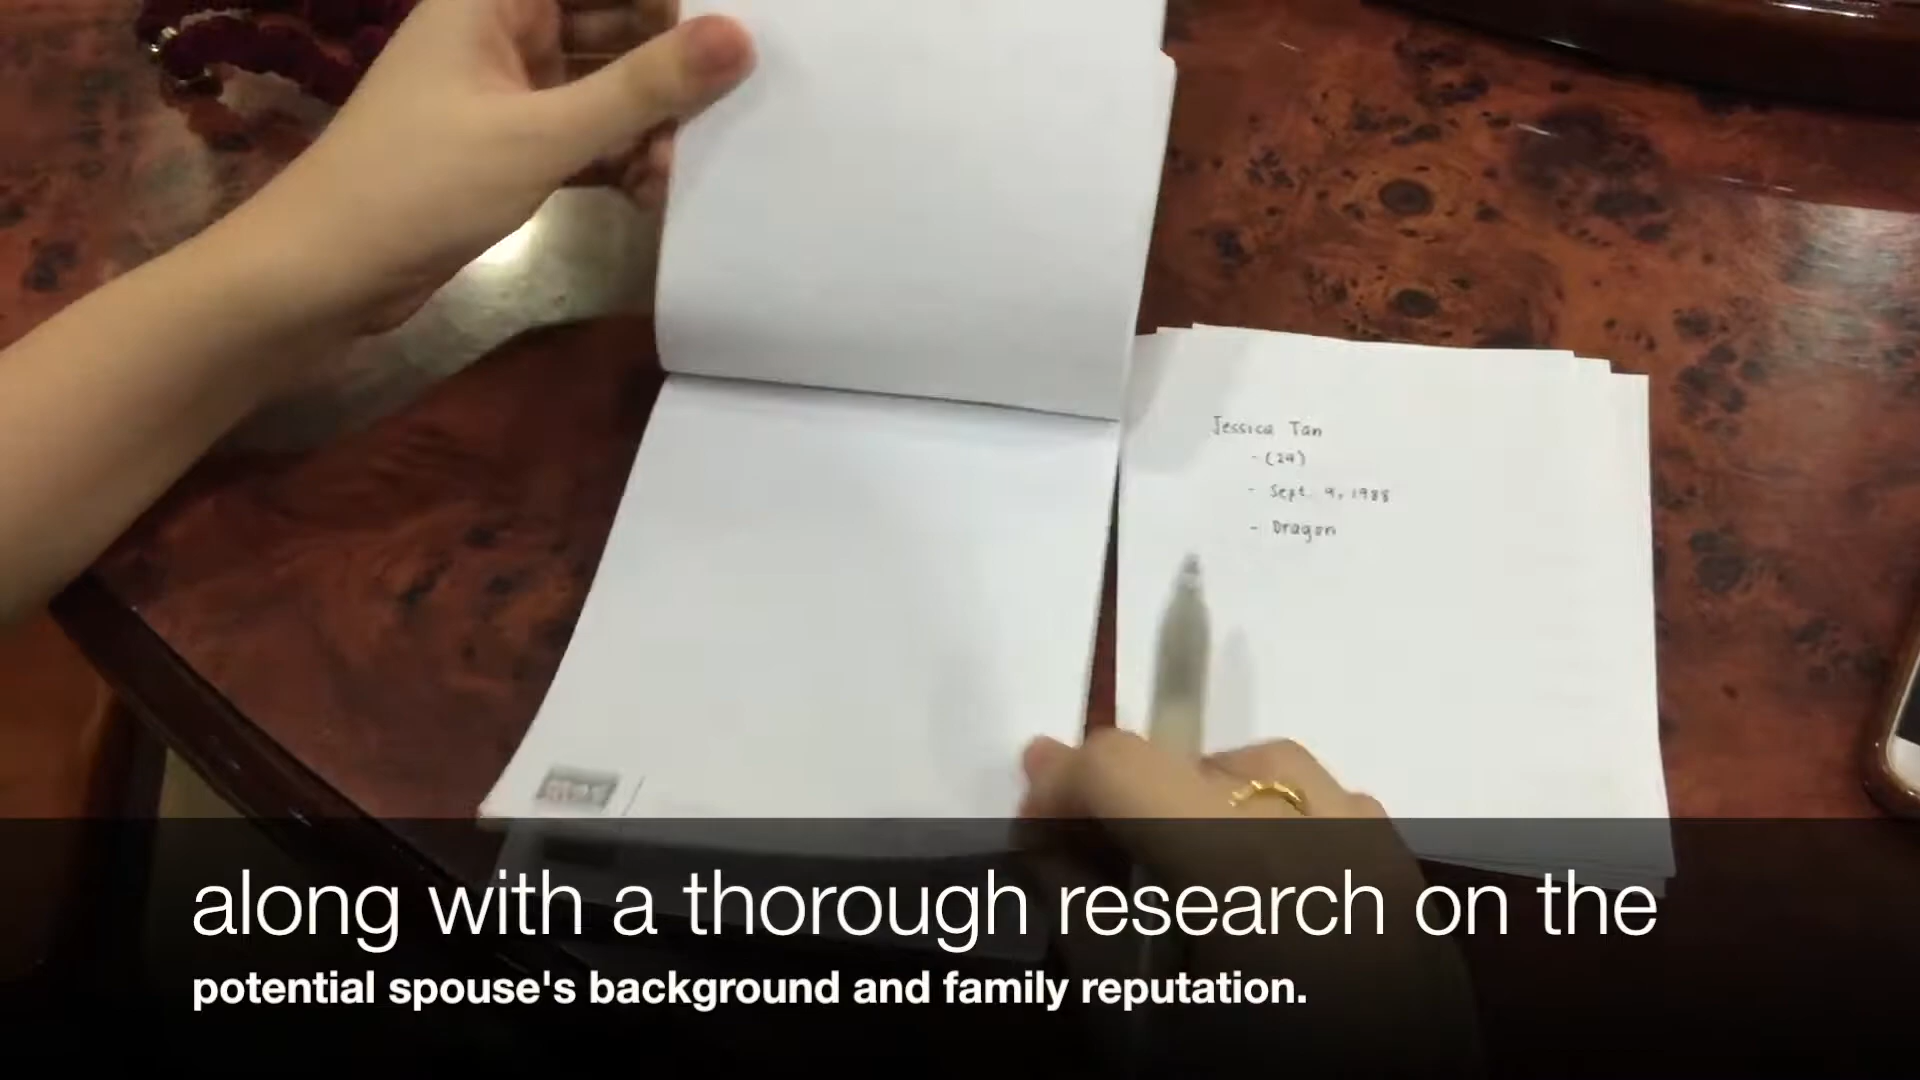 Jessica Tan
- (29)
- Sept. 9, 1988
- Dragon
along with a thorough research on the
potential spouse's background and family reputation.